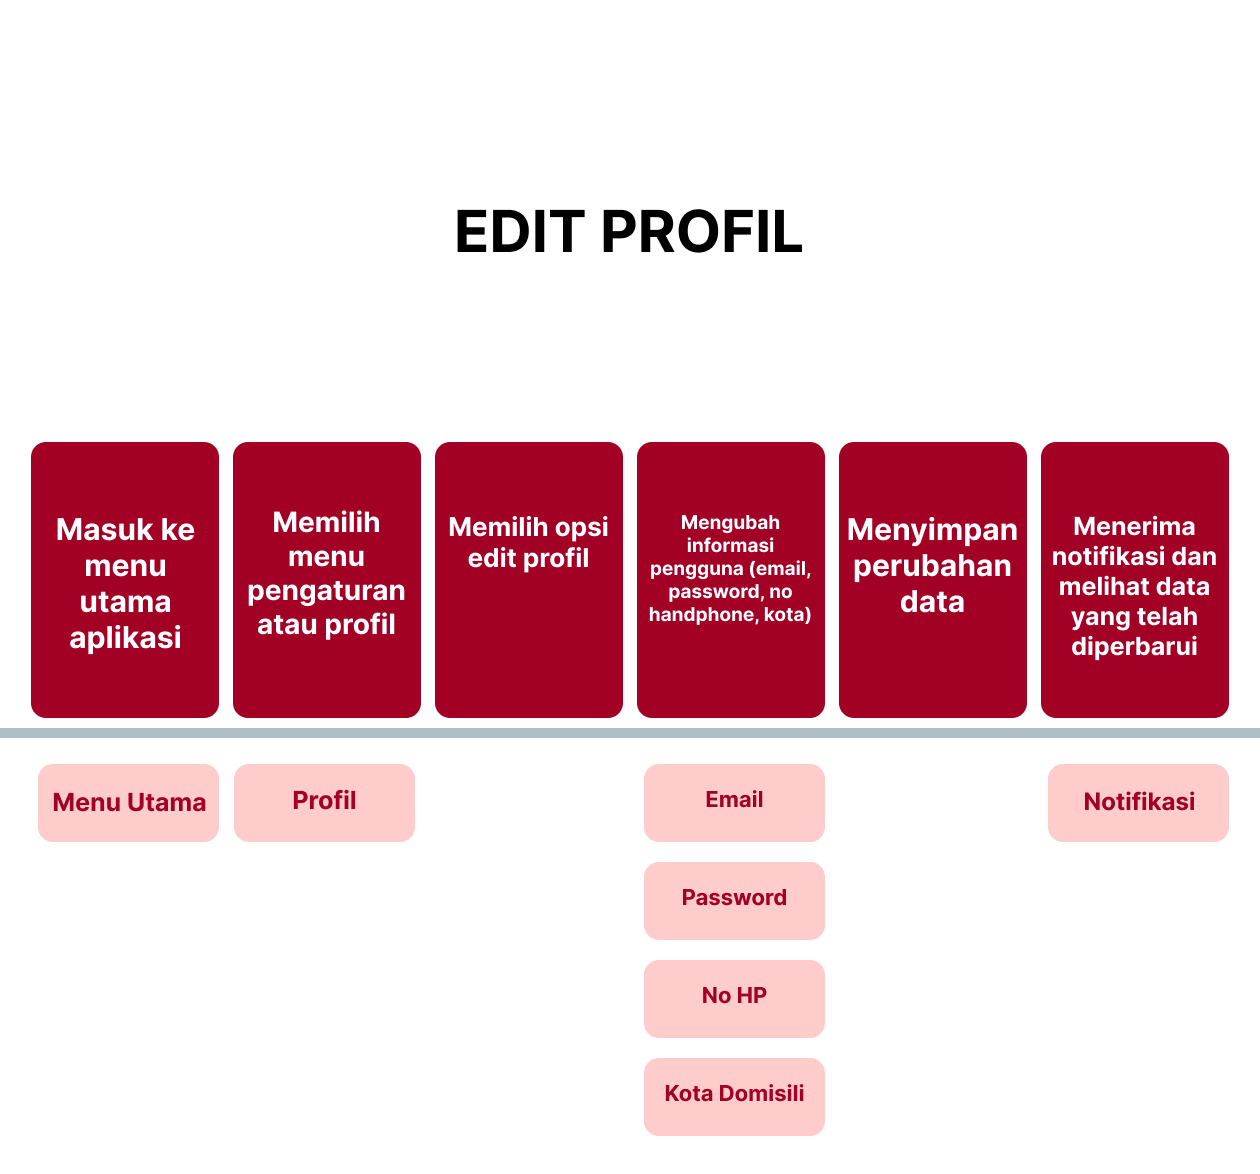 EDIT PROFIL
Masuk ke
menu
utama
aplikasi
Memilih
menu
pengaturan
atau profil
Memilih opsi
edit profil
Mengubah
informasi
pengguna (email,
password, no
handphone, kota)
Menyimpan
perubahan
data
Menerima
notifikasi dan
melihat data
yang telah
diperbarui
Menu Utama
Profil
Email
Notifikasi
Password
No HP
Kota Domisili